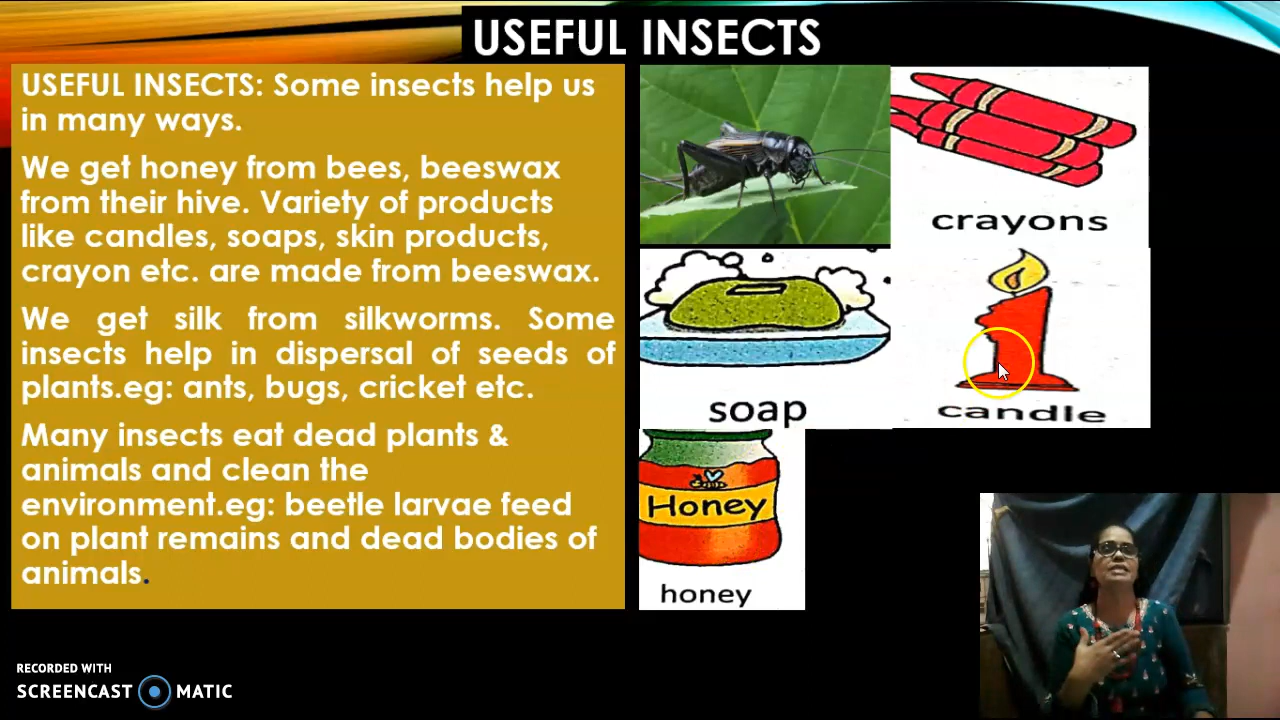 USEFUL INSECTS
USEFUL INSECTS: Some insects help us
in many ways.
We get honey from bees, beeswax
from their hive. Variety of products
like candles, soaps, skin products,
crayon etc. are made from beeswax.
We get silk from silkworms. Some
insects help in dispersal of seeds of
plants.eg: ants, bugs, cricket etc.
Many insects eat dead plants &
animals and clean the
environment.eg: beetle larvae feed
on plant remains and dead bodies of
animals.
crayons
soap
candle
Honey
honey
RECORDED WITH
SCREENCAST MATIC